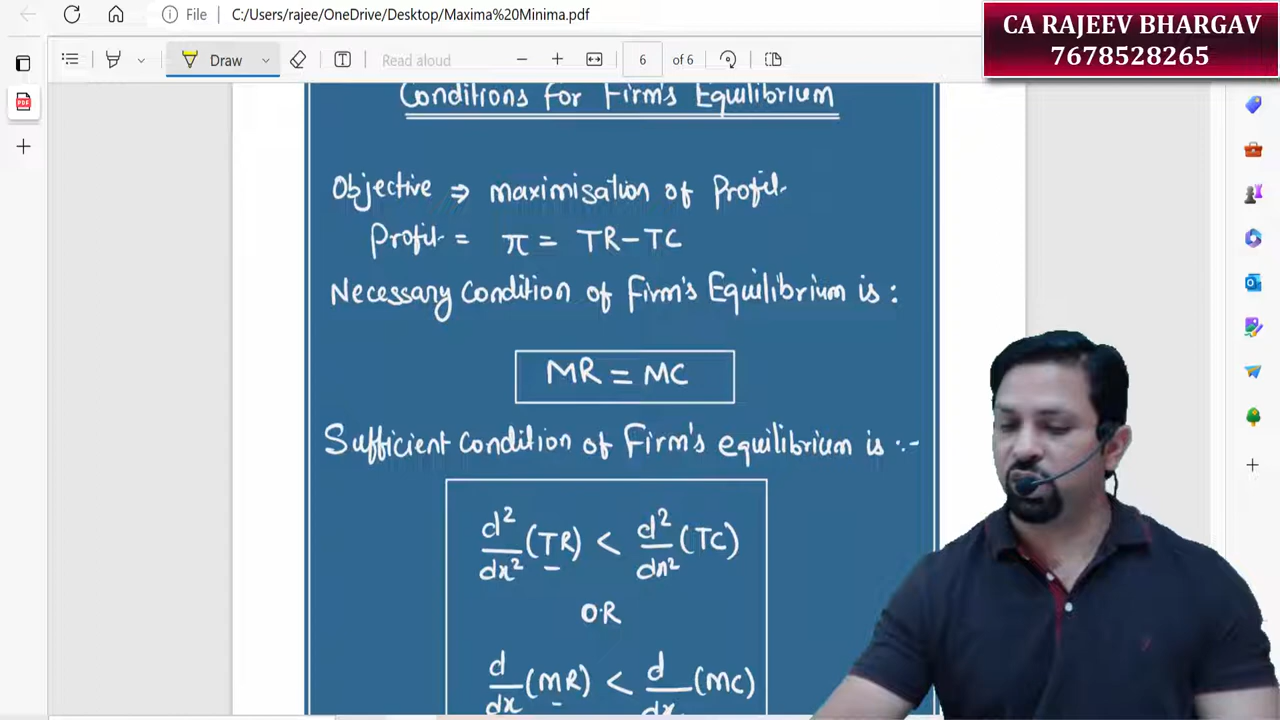 File C:/Users/rajee/OneDrive/Desktop/Maxima%20Minima.pdf
CA RAJEEV BHARGAV
7678528265
Draw Read aloud 6 of 6
Conditions for Firm's Equilibrium
Objective ⇒ maximisation of Profit
Profit = π = TR-TC
Necessary Condition of Firm's Equilibrium is :
MR = MC
Sufficient Condition of Firm's equilibrium is :-
d²/dx² (TR) < d²/dx² (TC)
OR
d/dx (MR) < d/dx (MC)